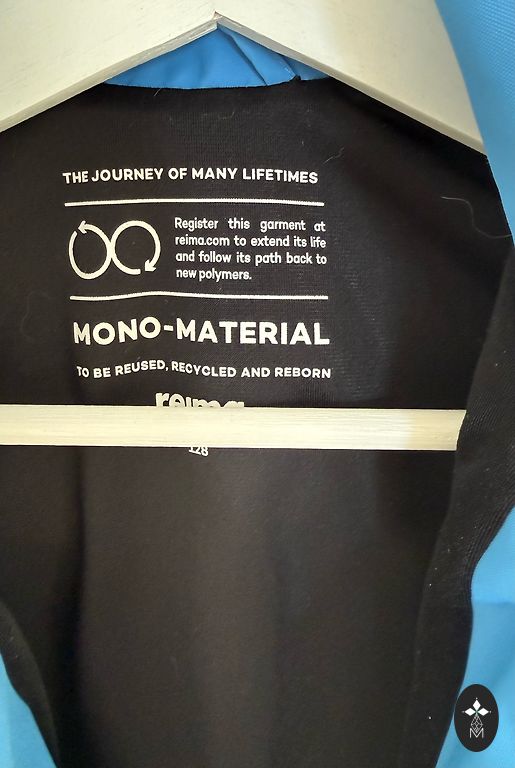 THE JOURNEY OF MANY LIFETIMES
Register this garment at
reima.com to extend its life
and follow its path back to
new polymers.
MONO-MATERIAL
TO BE REUSED, RECYCLED AND REBORN
reima
128